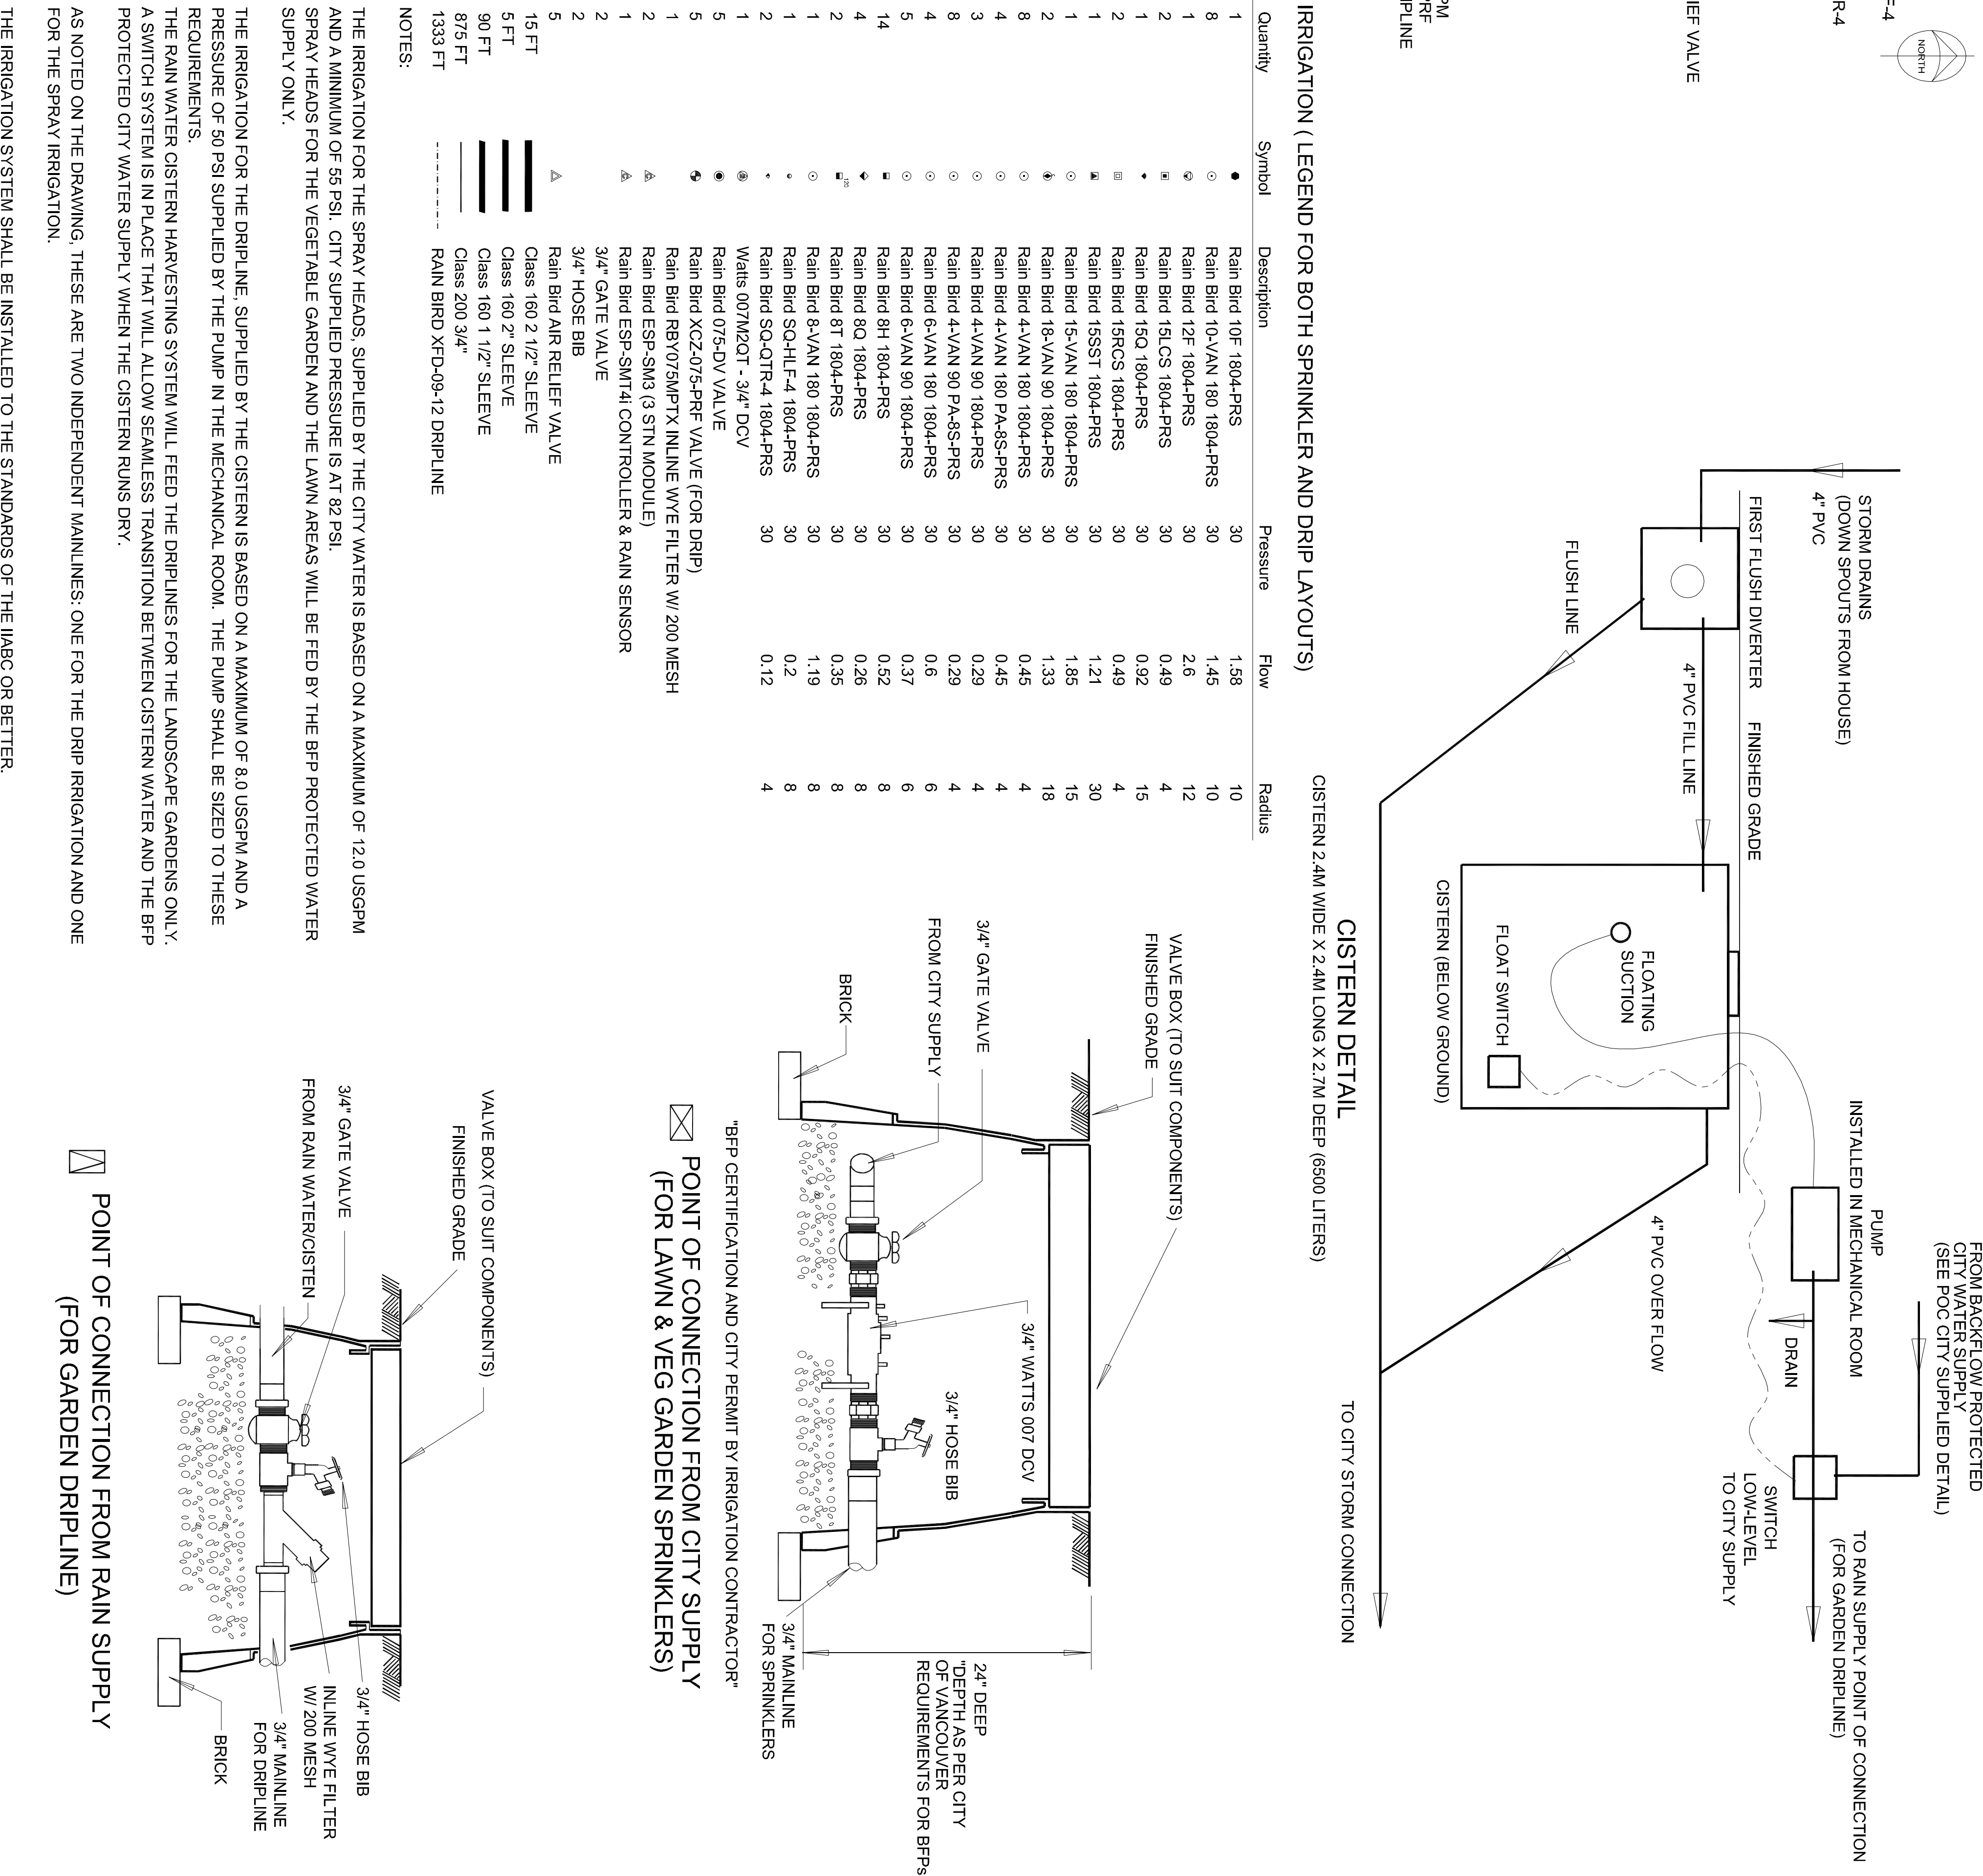 F-4
R-4
NORTH
IEF VALVE
PM
PRF
IPLINE
STORM DRAINS
(DOWN SPOUTS FROM HOUSE)
4" PVC
FIRST FLUSH DIVERTER
FINISHED GRADE
4" PVC FILL LINE
FLUSH LINE
FLOATING
SUCTION
FLOAT SWITCH
CISTERN (BELOW GROUND)
PUMP
INSTALLED IN MECHANICAL ROOM
FROM BACKFLOW PROTECTED
CITY WATER SUPPLY
(SEE POC CITY SUPPLIED DETAIL)
DRAIN
SWITCH
LOW-LEVEL
TO CITY SUPPLY
TO RAIN SUPPLY POINT OF CONNECTION
(FOR GARDEN DRIPLINE)
4" PVC OVER FLOW
TO CITY STORM CONNECTION
CISTERN DETAIL
CISTERN 2.4M WIDE X 2.4M LONG X 2.7M DEEP (6500 LITERS)
IRRIGATION ( LEGEND FOR BOTH SPRINKLER AND DRIP LAYOUTS)
Quantity Symbol Description Pressure Flow Radius
1 Rain Bird 10F 1804-PRS 30 1.58 10
8 Rain Bird 10-VAN 180 1804-PRS 30 1.45 10
1 Rain Bird 12F 1804-PRS 30 2.6 12
2 Rain Bird 15LCS 1804-PRS 30 0.49 4
1 Rain Bird 15Q 1804-PRS 30 0.92 15
2 Rain Bird 15RCS 1804-PRS 30 0.49 4
1 Rain Bird 15SST 1804-PRS 30 1.21 30
1 Rain Bird 15-VAN 180 1804-PRS 30 1.85 15
2 Rain Bird 18-VAN 90 1804-PRS 30 1.33 18
8 Rain Bird 4-VAN 180 1804-PRS 30 0.45 4
4 Rain Bird 4-VAN 180 PA-8S-PRS 30 0.45 4
3 Rain Bird 4-VAN 90 1804-PRS 30 0.29 4
8 Rain Bird 4-VAN 90 PA-8S-PRS 30 0.29 4
4 Rain Bird 6-VAN 180 1804-PRS 30 0.6 6
5 Rain Bird 6-VAN 90 1804-PRS 30 0.37 6
14 Rain Bird 8H 1804-PRS 30 0.52 8
4 Rain Bird 8Q 1804-PRS 30 0.26 8
2 120 Rain Bird 8T 1804-PRS 30 0.35 8
1 Rain Bird 8-VAN 180 1804-PRS 30 1.19 8
1 Rain Bird SQ-HLF-4 1804-PRS 30 0.2 8
2 Rain Bird SQ-QTR-4 1804-PRS 30 0.12 4
1 Watts 007M2QT - 3/4" DCV
5 Rain Bird 075-DV VALVE
5 Rain Bird XCZ-075-PRF VALVE (FOR DRIP)
1 Rain Bird RBY075MPTX INLINE WYE FILTER W/ 200 MESH
2 Rain Bird ESP-SM3 (3 STN MODULE)
1 Rain Bird ESP-SMT4i CONTROLLER & RAIN SENSOR
2 3/4" GATE VALVE
2 3/4" HOSE BIB
5 Rain Bird AIR RELIEF VALVE
15 FT Class 160 2 1/2" SLEEVE
5 FT Class 160 2" SLEEVE
90 FT Class 160 1 1/2" SLEEVE
875 FT Class 200 3/4"
1333 FT RAIN BIRD XFD-09-12 DRIPLINE
NOTES:
THE IRRIGATION FOR THE SPRAY HEADS, SUPPLIED BY THE CITY WATER IS BASED ON A MAXIMUM OF 12.0 USGPM
AND A MINIMUM OF 55 PSI. CITY SUPPLIED PRESSURE IS AT 82 PSI.
SPRAY HEADS FOR THE VEGETABLE GARDEN AND THE LAWN AREAS WILL BE FED BY THE BFP PROTECTED WATER
SUPPLY ONLY.
THE IRRIGATION FOR THE DRIPLINE, SUPPLIED BY THE CISTERN IS BASED ON A MAXIMUM OF 8.0 USGPM AND A
PRESSURE OF 50 PSI SUPPLIED BY THE PUMP IN THE MECHANICAL ROOM. THE PUMP SHALL BE SIZED TO THESE
REQUIREMENTS.
THE RAIN WATER CISTERN HARVESTING SYSTEM WILL FEED THE DRIPLINES FOR THE LANDSCAPE GARDENS ONLY.
A SWITCH SYSTEM IS IN PLACE THAT WILL ALLOW SEAMLESS TRANSITION BETWEEN CISTERN WATER AND THE BFP
PROTECTED CITY WATER SUPPLY WHEN THE CISTERN RUNS DRY.
AS NOTED ON THE DRAWING, THESE ARE TWO INDEPENDENT MAINLINES: ONE FOR THE DRIP IRRIGATION AND ONE
FOR THE SPRAY IRRIGATION.
THE IRRIGATION SYSTEM SHALL BE INSTALLED TO THE STANDARDS OF THE IIABC OR BETTER.
VALVE BOX (TO SUIT COMPONENTS)
FINISHED GRADE
3/4" GATE VALVE
FROM CITY SUPPLY
BRICK
3/4" WATTS 007 DCV
3/4" HOSE BIB
3/4" MAINLINE
FOR SPRINKLERS
24" DEEP
"DEPTH AS PER CITY
OF VANCOUVER
REQUIREMENTS FOR BFPs
"BFP CERTIFICATION AND CITY PERMIT BY IRRIGATION CONTRACTOR"
POINT OF CONNECTION FROM CITY SUPPLY
(FOR LAWN & VEG GARDEN SPRINKLERS)
VALVE BOX (TO SUIT COMPONENTS)
FINISHED GRADE
3/4" GATE VALVE
FROM RAIN WATER/CISTEN
3/4" HOSE BIB
INLINE WYE FILTER
W/ 200 MESH
3/4" MAINLINE
FOR DRIPLINE
BRICK
POINT OF CONNECTION FROM RAIN SUPPLY
(FOR GARDEN DRIPLINE)